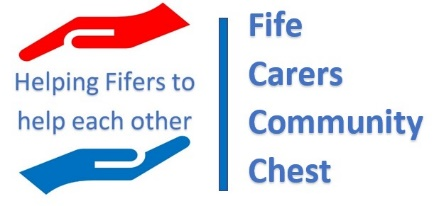 Helping Fifers to
help each other
Fife
Carers
Community
Chest